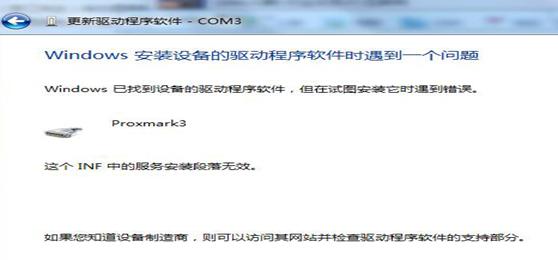 更新驱动程序软件 - COM3
Windows 安装设备的驱动程序软件时遇到一个问题
Windows 已找到设备的驱动程序软件，但在试图安装它时遇到错误。
Proxmark3
这个 INF 中的服务安装段落无效。
如果您知道设备制造商，则可以访问其网站并检查驱动程序软件的支持部分。